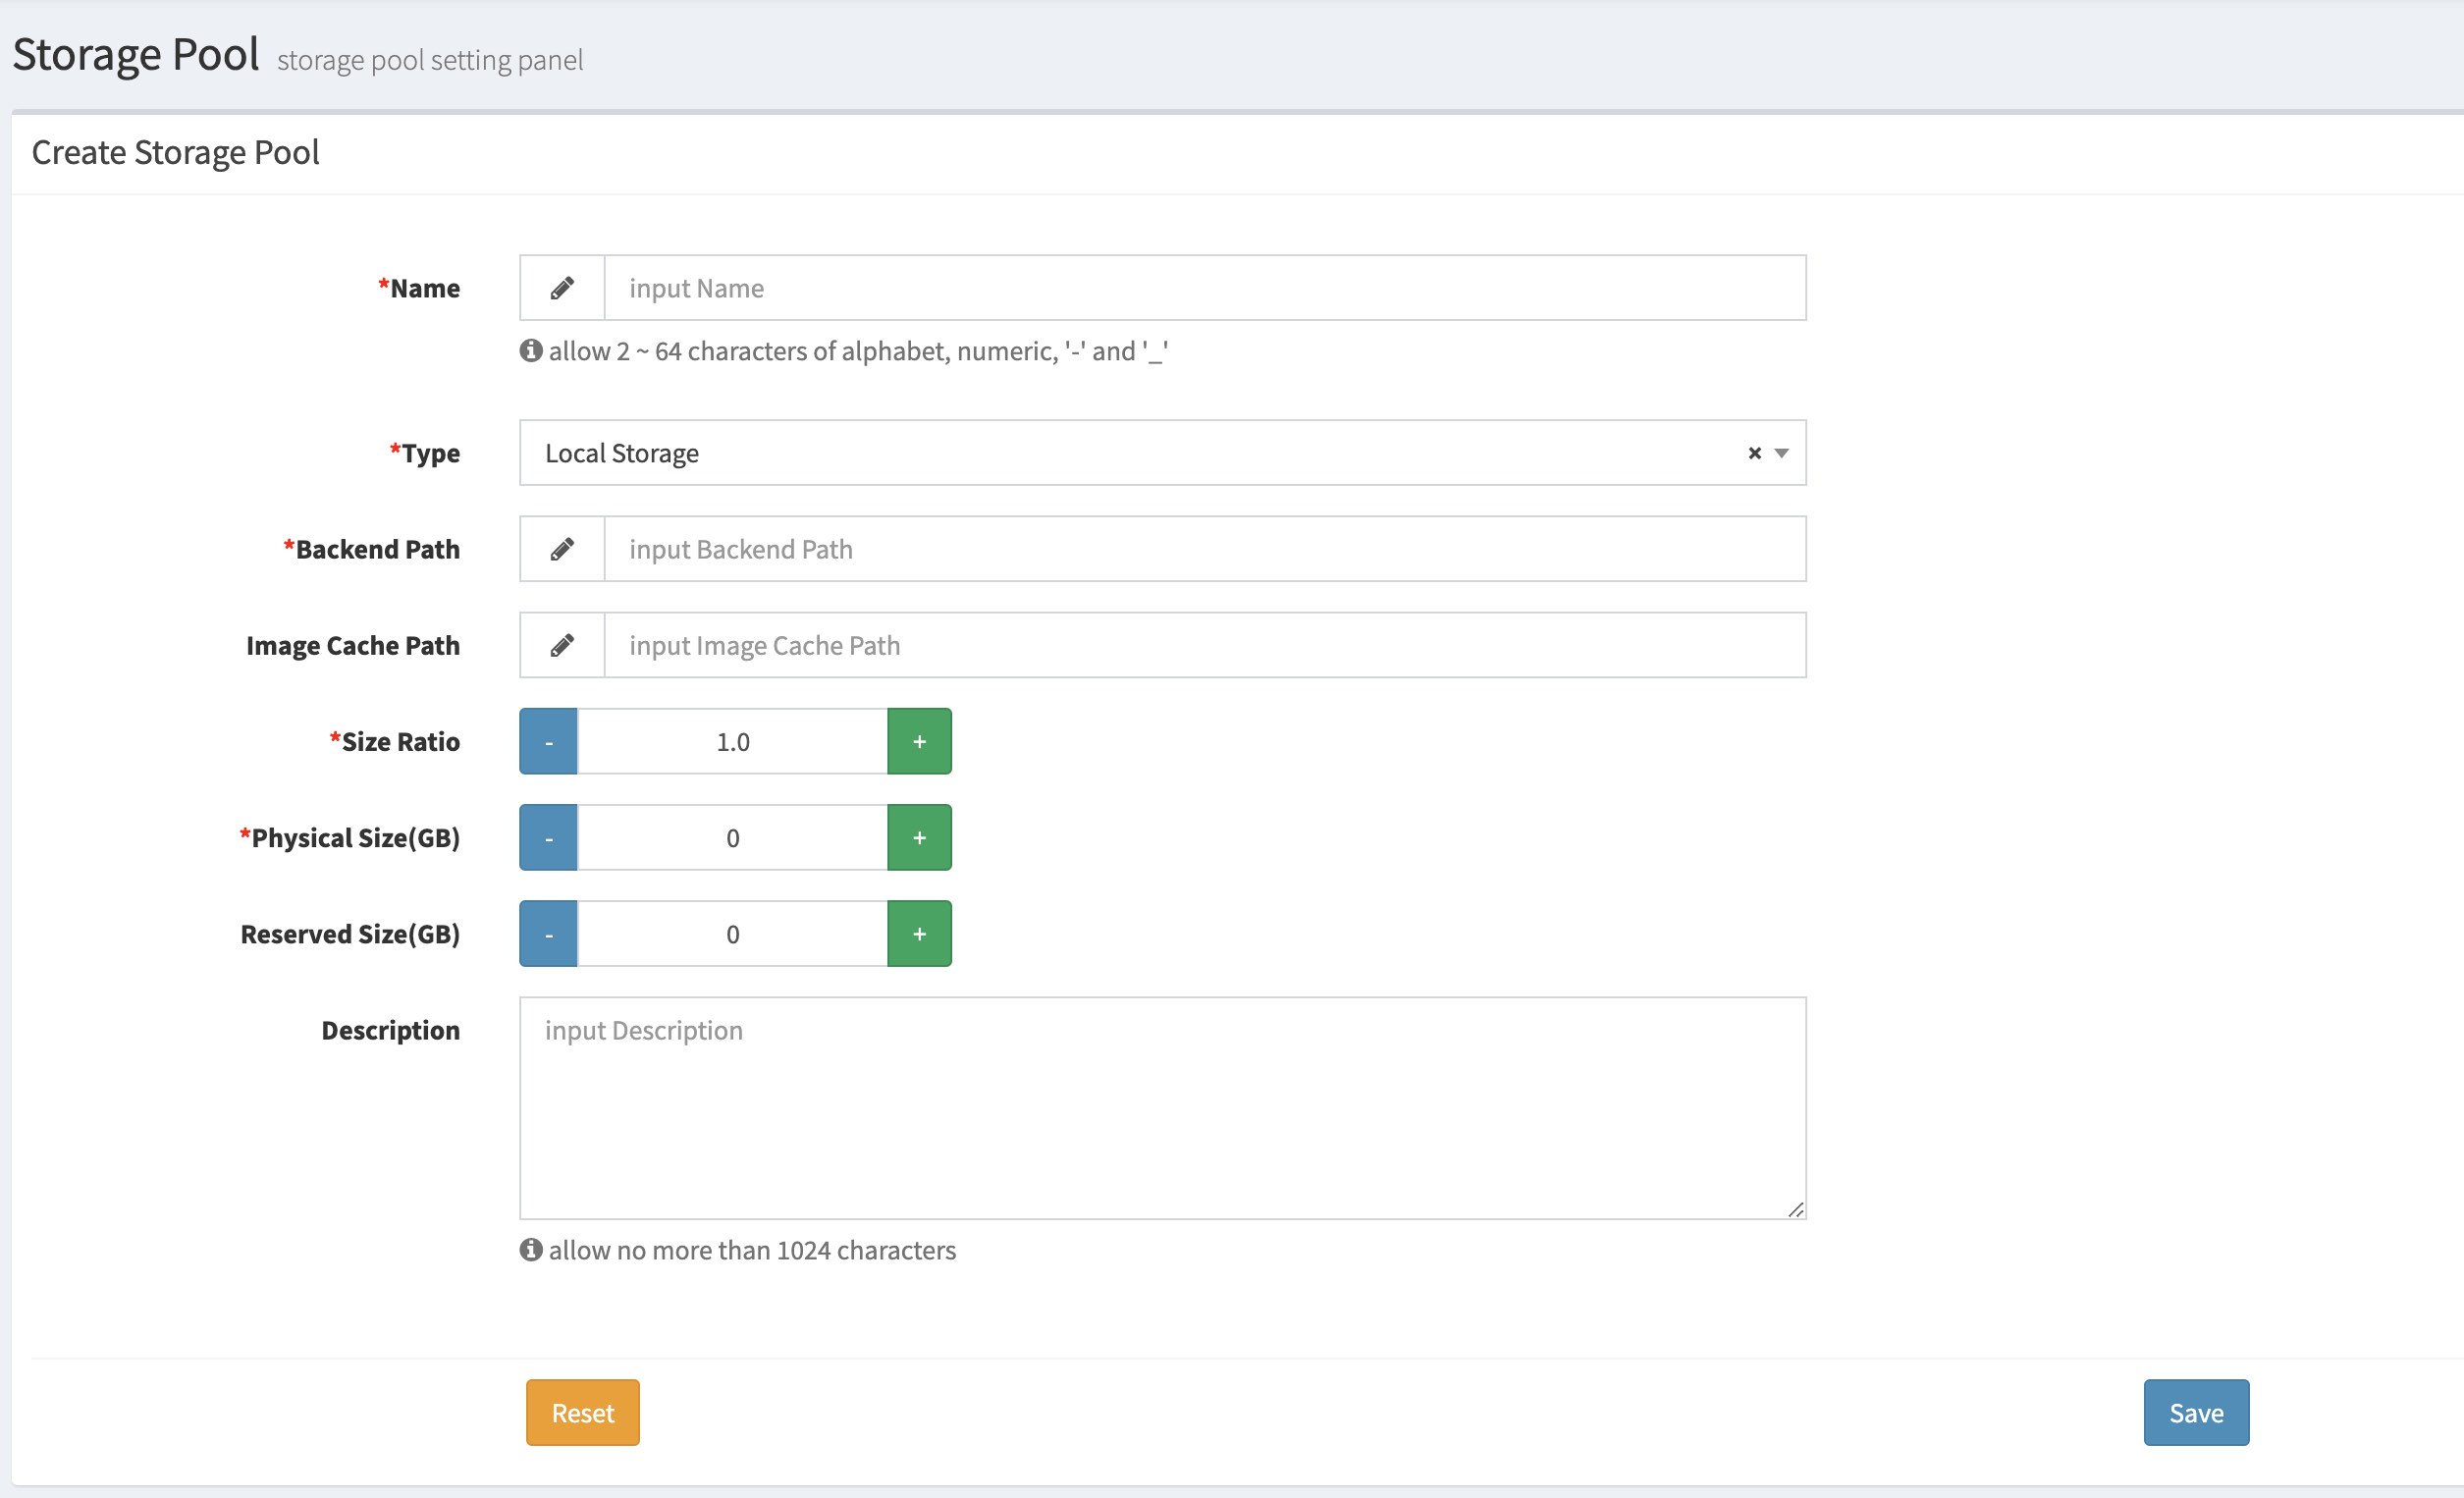 Storage Pool storage pool setting panel
Create Storage Pool
*Name input Name
allow 2 ~ 64 characters of alphabet, numeric, '-' and '_'
*Type Local Storage × 
*Backend Path input Backend Path
Image Cache Path input Image Cache Path
*Size Ratio - 1.0 +
*Physical Size(GB) - 0 +
Reserved Size(GB) - 0 +
Description input Description
allow no more than 1024 characters
Reset Save